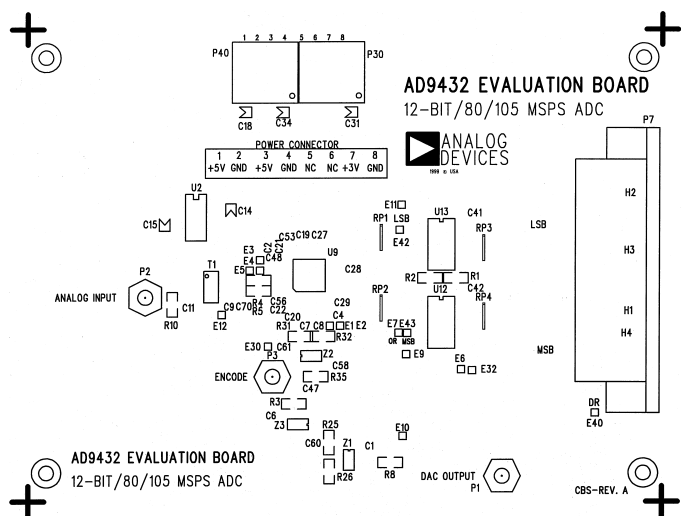 1 2 3 4 5 6 7 8
P40 P30
AD9432 EVALUATION BOARD
12-BIT/80/105 MSPS ADC
C18 C34 C31
P7
POWER CONNECTOR
1 2 3 4 5 6 7 8
+5V GND +5V GND NC NC +3V GND
ANALOG
DEVICES
1999 © USA
U2
H2
C14
E11
LSB
E42
RP1
U13
C41
RP3
LSB
C15
C53 C19 C27
C2
C21
C48
E3
E4
E5
U9
H3
P2
T1
C28
R2
R1
ANALOG INPUT
C11
R10
C9
E12
C70
R4
R5
C56
C22
C29
RP2
U12
C42
RP4
H1
C20
C4
R31
C7
C8
E1 E2
R32
E7 E43
OR MSB
H4
E30 C61
P3
Z2
E9
MSB
ENCODE
C58
R35
C47
E6
E32
R3
C6
Z3
DR
E40
R25
C60
Z1
C1
E10
R26
R8
AD9432 EVALUATION BOARD
12-BIT/80/105 MSPS ADC
DAC OUTPUT
P1
CBS-REV. A